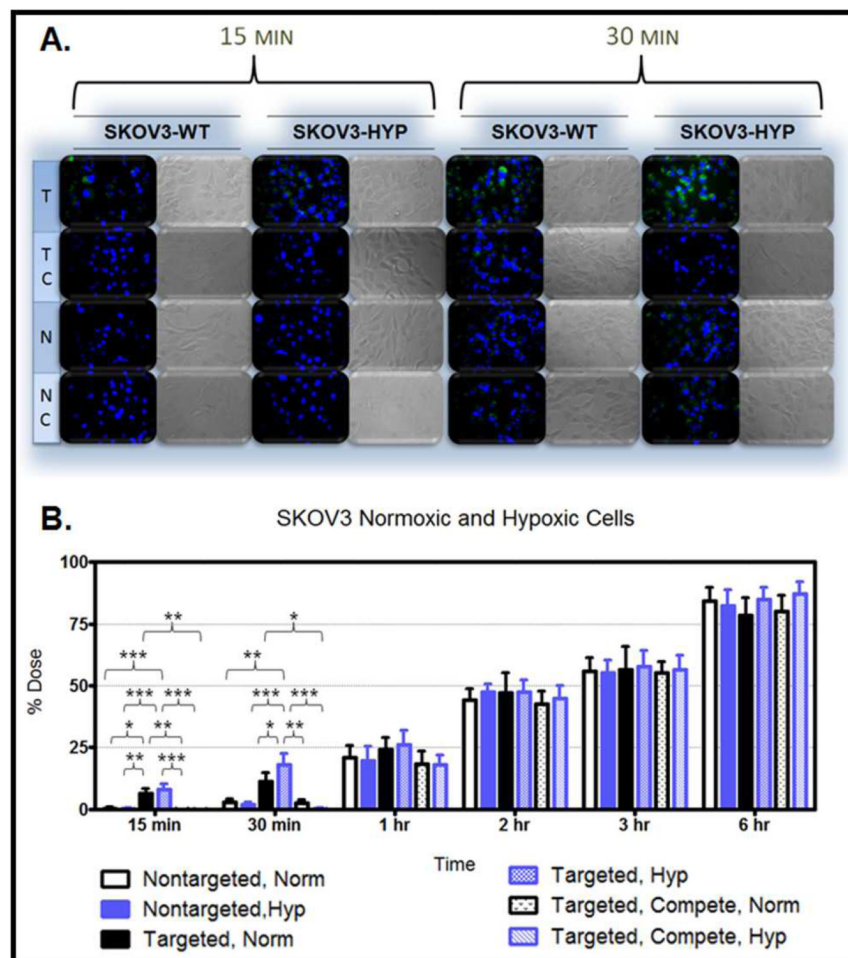 A.
15 MIN 30 MIN
SKOV3-WT SKOV3-HYP SKOV3-WT SKOV3-HYP
T
T
C
N
N
C
B.
SKOV3 Normoxic and Hypoxic Cells
100
75
50
25
0
% Dose
** *
*** **
*** *** *** ***
* ** * **
** ***
15 min 30 min 1 hr 2 hr 3 hr 6 hr
Time
Nontargeted, Norm Targeted, Hyp
Nontargeted,Hyp Targeted, Compete, Norm
Targeted, Norm Targeted, Compete, Hyp